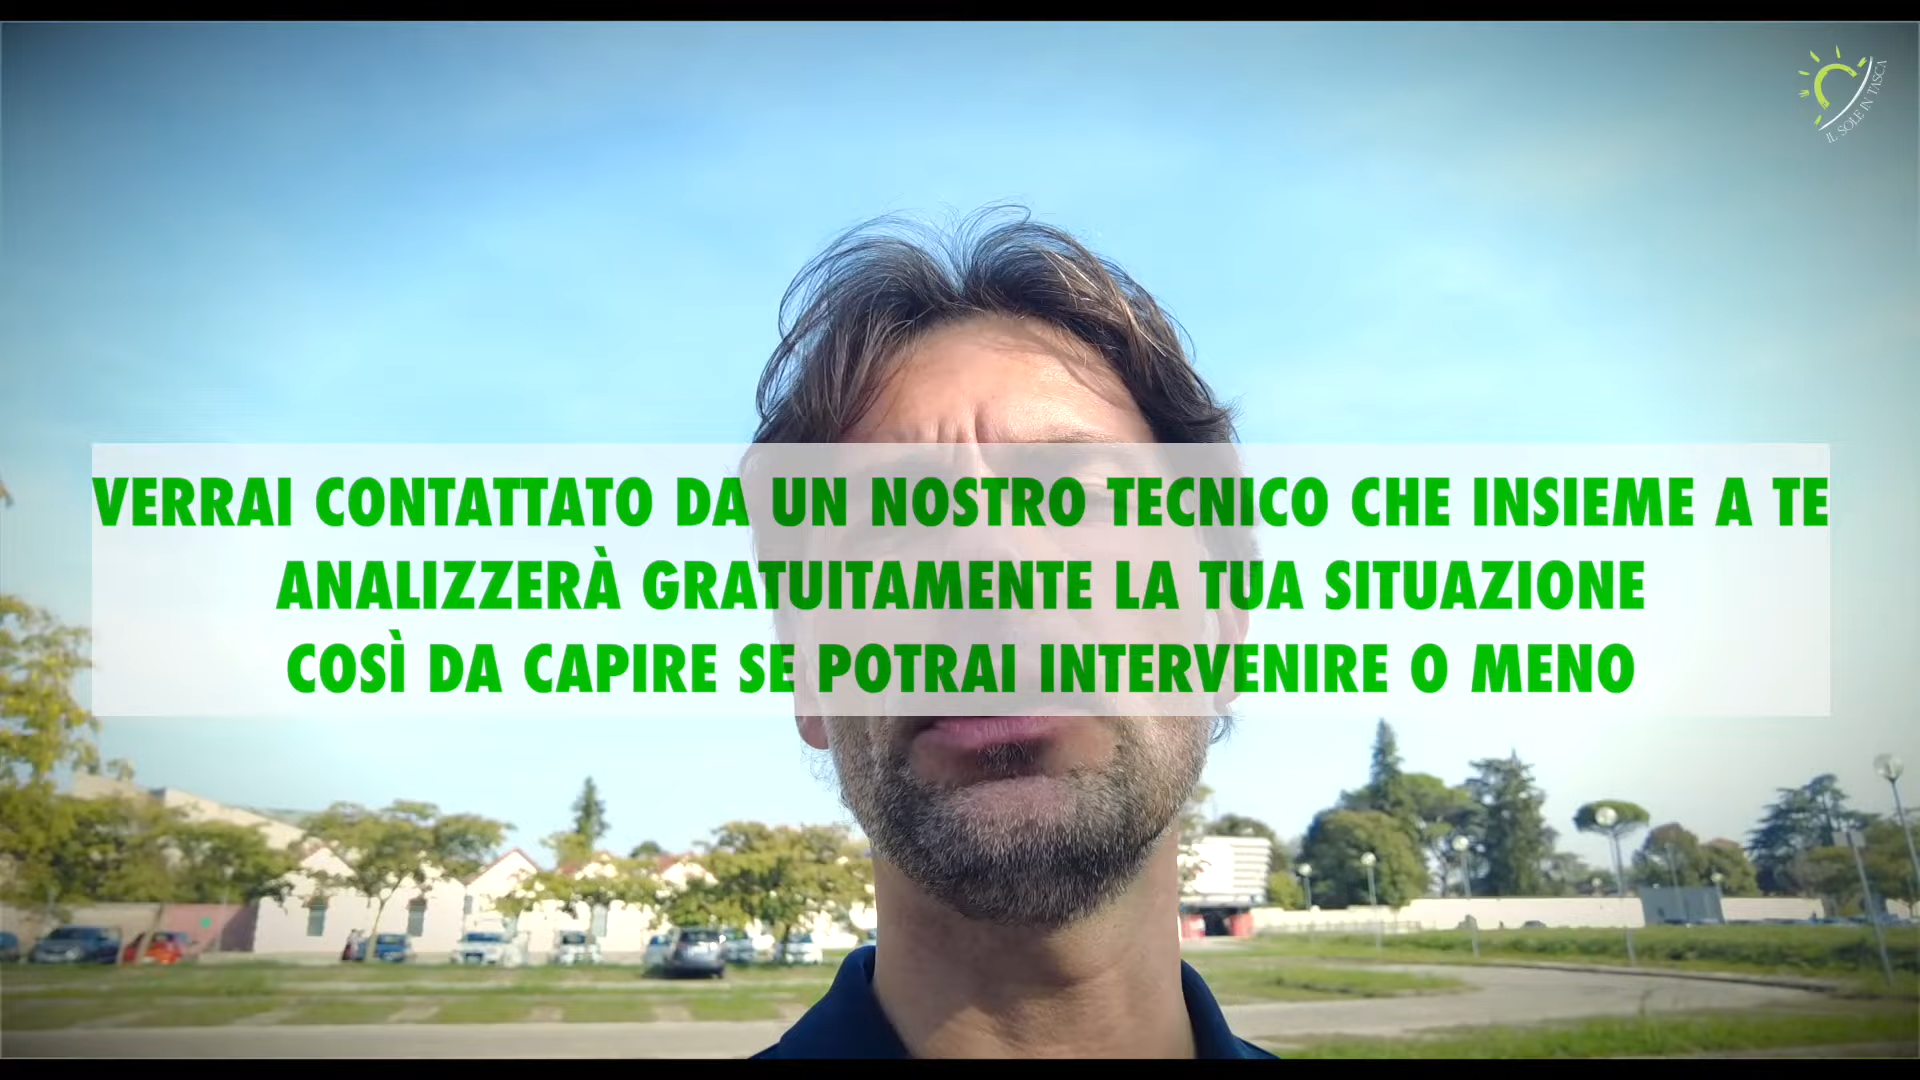 IL SOLE IN TASCA
VERRAI CONTATTATO DA UN NOSTRO TECNICO CHE INSIEME A TE
ANALIZZERÀ GRATUITAMENTE LA TUA SITUAZIONE
COSÌ DA CAPIRE SE POTRAI INTERVENIRE O MENO